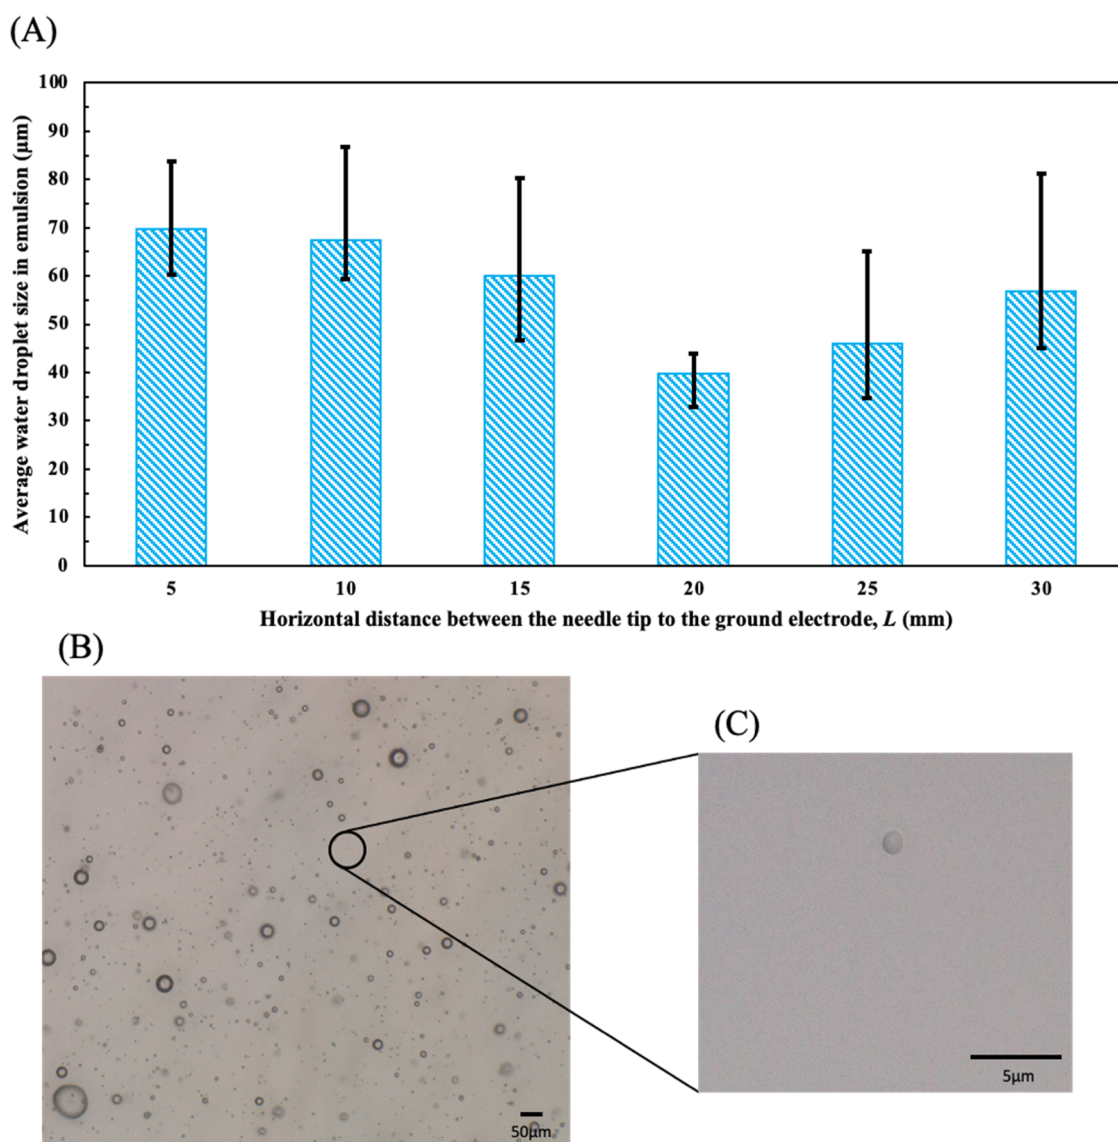 (A)
Average water droplet size in emulsion (μm)
100
90
80
70
60
50
40
30
20
10
0
5 10 15 20 25 30
Horizontal distance between the needle tip to the ground electrode, L (mm)
(B)
(C)
50μm
5μm